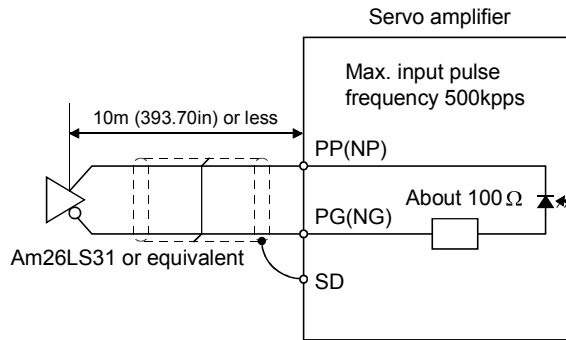 Servo amplifier
Max. input pulse
frequency 500kpps
10m (393.70in) or less
PP(NP)
About 100Ω
PG(NG)
Am26LS31 or equivalent
SD